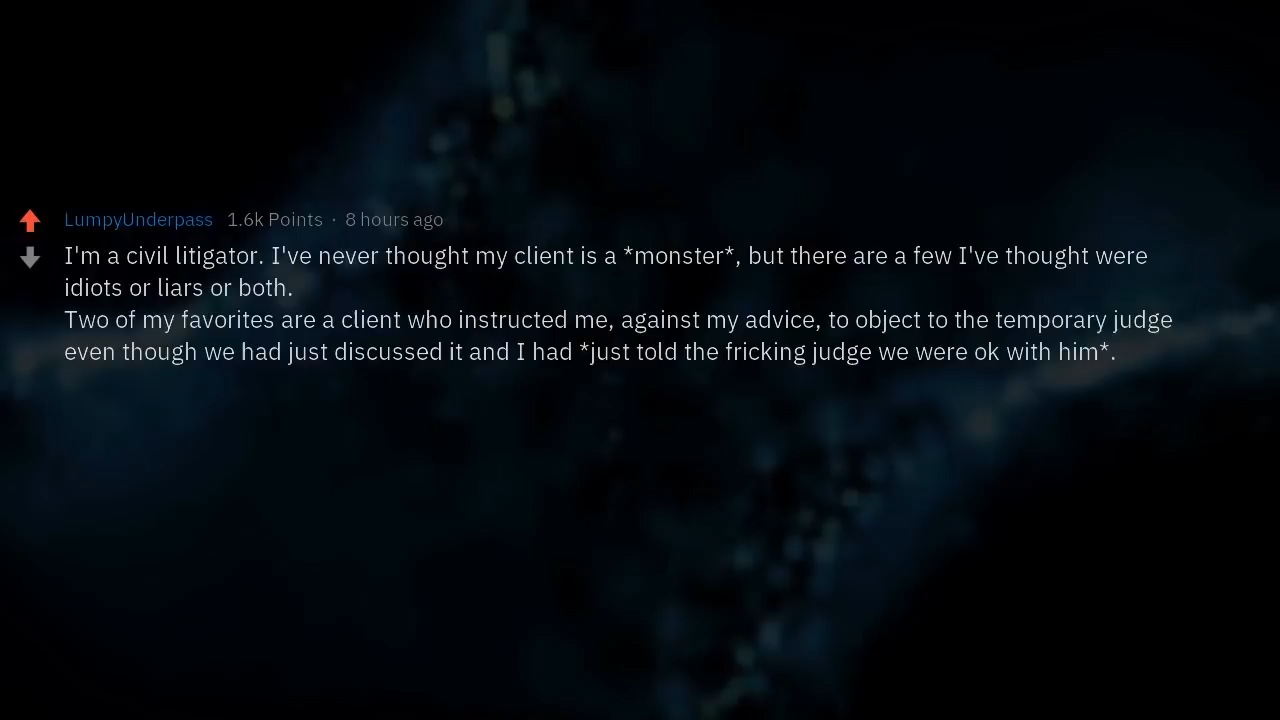 LumpyUnderpass 1.6k Points · 8 hours ago
I'm a civil litigator. I've never thought my client is a *monster*, but there are a few I've thought were
idiots or liars or both.
Two of my favorites are a client who instructed me, against my advice, to object to the temporary judge
even though we had just discussed it and I had *just told the fricking judge we were ok with him*.